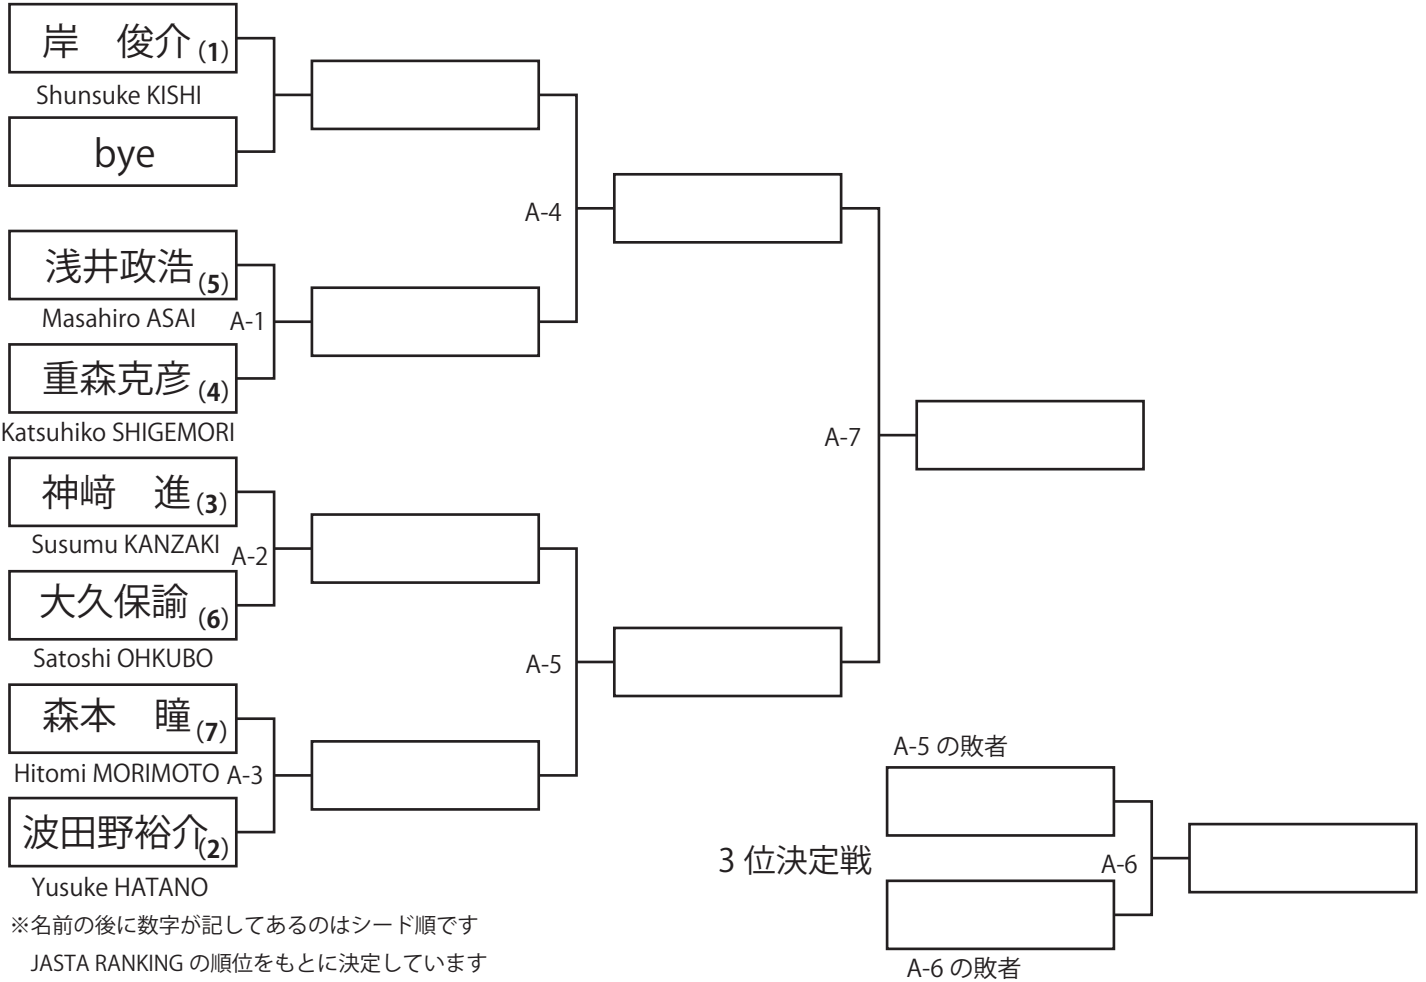 岸　俊介(1)
Shunsuke KISHI
bye
A-4
浅井政浩(5)
Masahiro ASAI
A-1
重森克彦(4)
Katsuhiko SHIGEMORI
A-7
神﨑　進(3)
Susumu KANZAKI
A-2
大久保諭(6)
Satoshi OHKUBO
A-5
森本　瞳(7)
Hitomi MORIMOTO
A-3
波田野裕介(2)
Yusuke HATANO
A-5 の敗者
3 位決定戦
A-6
A-6 の敗者
※名前の後に数字が記してあるのはシード順です
JASTA RANKING の順位をもとに決定しています